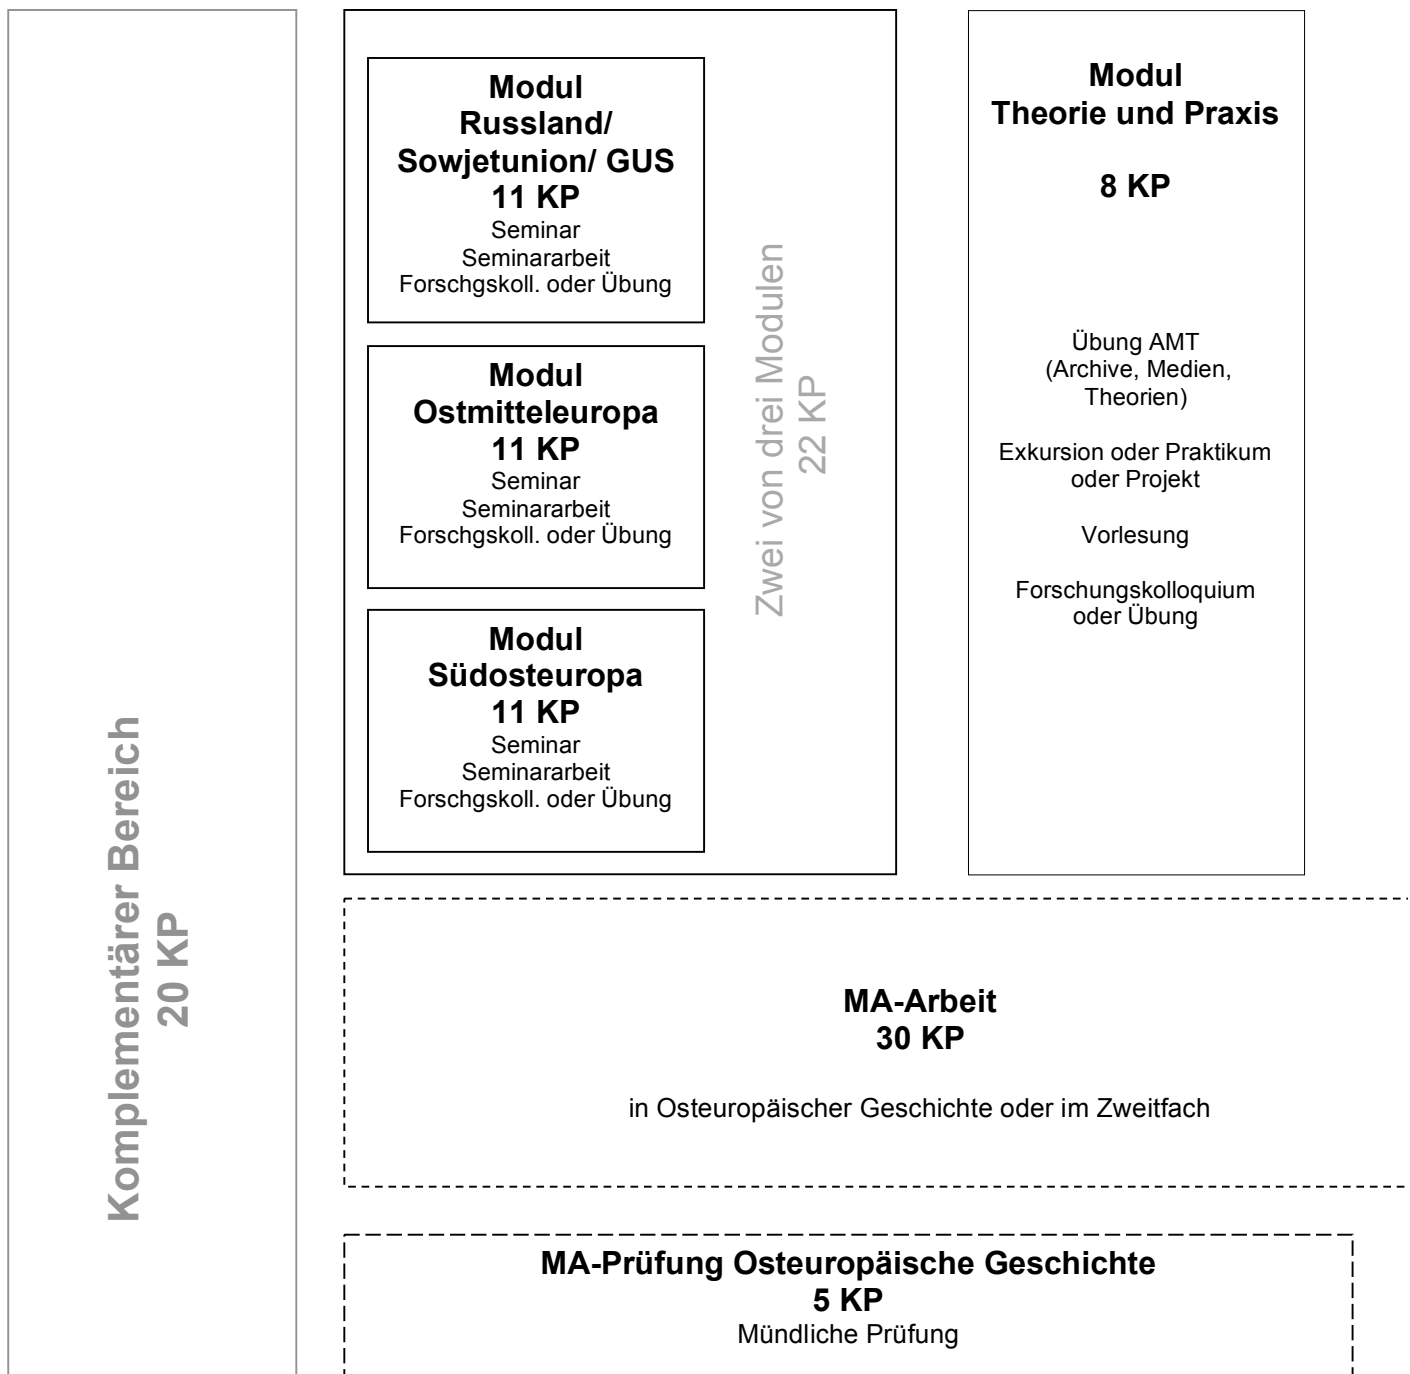 Komplementärer Bereich
20 KP
Modul
Russland/
Sowjetunion/ GUS
11 KP
Seminar
Seminararbeit
Forschgskoll. oder Übung
Modul
Ostmitteleuropa
11 KP
Seminar
Seminararbeit
Forschgskoll. oder Übung
Modul
Südosteuropa
11 KP
Seminar
Seminararbeit
Forschgskoll. oder Übung
Zwei von drei Modulen
22 KP
Modul
Theorie und Praxis
8 KP
Übung AMT
(Archive, Medien,
Theorien)
Exkursion oder Praktikum
oder Projekt
Vorlesung
Forschungskolloquium
oder Übung
MA-Arbeit
30 KP
in Osteuropäischer Geschichte oder im Zweitfach
MA-Prüfung Osteuropäische Geschichte
5 KP
Mündliche Prüfung